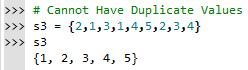 >>> # Cannot Have Duplicate Values
>>> s3 = {2,1,3,1,4,5,2,3,4}
>>> s3
{1, 2, 3, 4, 5}